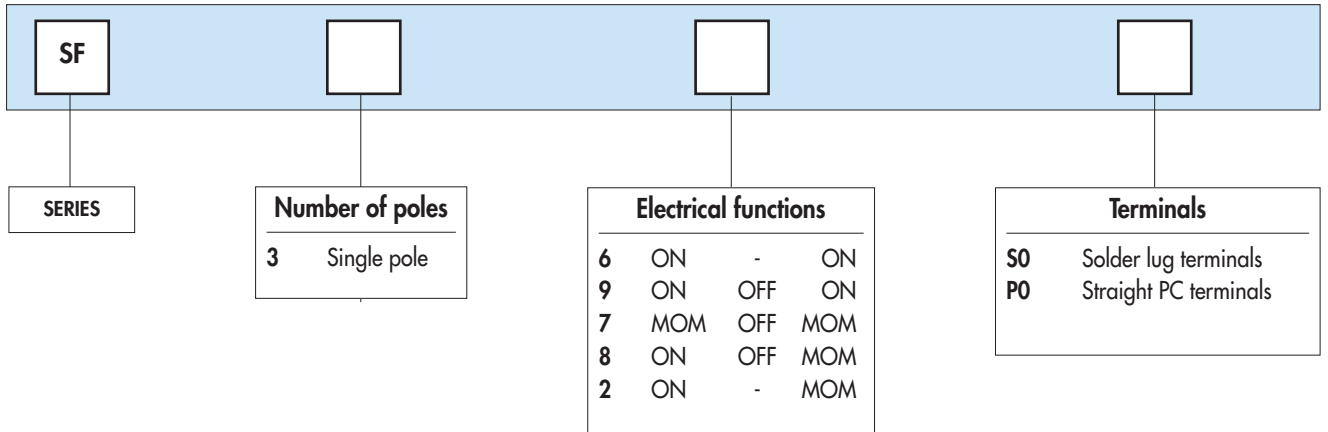 SF
SERIES
Number of poles
3 Single pole
Electrical functions
6 ON - ON
9 ON OFF ON
7 MOM OFF MOM
8 ON OFF MOM
2 ON - MOM
Terminals
S0 Solder lug terminals
P0 Straight PC terminals